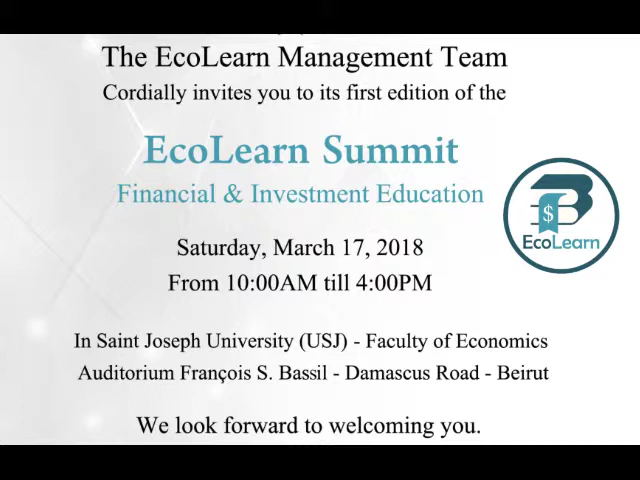 The EcoLearn Management Team
Cordially invites you to its first edition of the
EcoLearn Summit
Financial & Investment Education
$
EcoLearn
Saturday, March 17, 2018
From 10:00AM till 4:00PM
In Saint Joseph University (USJ) - Faculty of Economics
Auditorium François S. Bassil - Damascus Road - Beirut
We look forward to welcoming you.